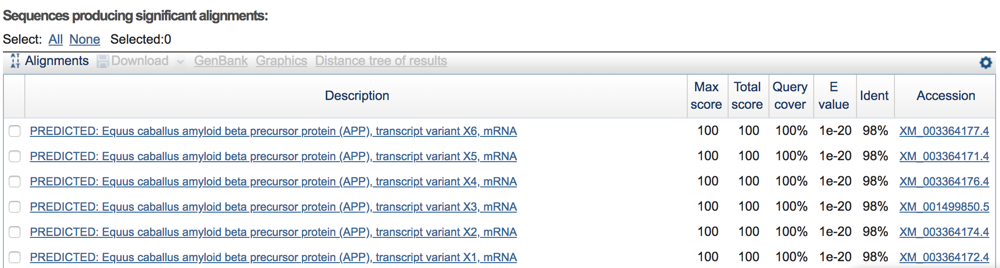 Sequences producing significant alignments:
Select: All None Selected:0
Alignments Download GenBank Graphics Distance tree of results
Description Max score Total score Query cover E value Ident Accession
PREDICTED: Equus caballus amyloid beta precursor protein (APP), transcript variant X6, mRNA 100 100 100% 1e-20 98% XM_003364177.4
PREDICTED: Equus caballus amyloid beta precursor protein (APP), transcript variant X5, mRNA 100 100 100% 1e-20 98% XM_003364171.4
PREDICTED: Equus caballus amyloid beta precursor protein (APP), transcript variant X4, mRNA 100 100 100% 1e-20 98% XM_003364176.4
PREDICTED: Equus caballus amyloid beta precursor protein (APP), transcript variant X3, mRNA 100 100 100% 1e-20 98% XM_001499850.5
PREDICTED: Equus caballus amyloid beta precursor protein (APP), transcript variant X2, mRNA 100 100 100% 1e-20 98% XM_003364174.4
PREDICTED: Equus caballus amyloid beta precursor protein (APP), transcript variant X1, mRNA 100 100 100% 1e-20 98% XM_003364172.4